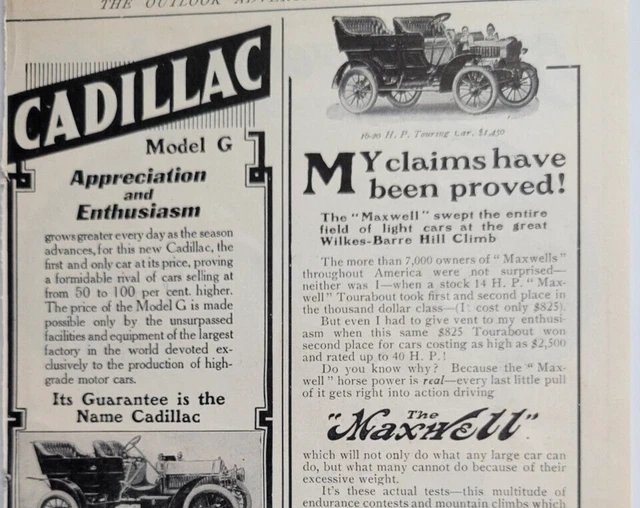 THE OUTLOOK ADVER
CADILLAC
Model G
Appreciation
and
Enthusiasm
grows greater every day as the season
advances, for this new Cadillac, the
first and only car at its price, proving
a formidable rival of cars selling at
from 50 to 100 per cent. higher.
The price of the Model G is made
possible only by the unsurpassed
facilities and equipment of the largest
factory in the world devoted ex-
clusively to the production of high-
grade motor cars.
Its Guarantee is the
Name Cadillac
16-20 H. P. Touring Car, $1,450
MY claims have
been proved!
The "Maxwell" swept the entire
field of light cars at the great
Wilkes-Barre Hill Climb
The more than 7,000 owners of "Maxwells"
throughout America were not surprised—
neither was I—when a stock 14 H. P. "Max-
well" Tourabout took first and second place in
the thousand dollar class—(I: cost only $825).
But even I had to give vent to my enthusi-
asm when this same $825 Tourabout won
second place for cars costing as high as $2,500
and rated up to 40 H. P.!
Do you know why? Because the "Max-
well" horse power is real—every last little pull
of it gets right into action driving
The
"Maxwell"
which will not only do what any large car can
do, but what many cannot do because of their
excessive weight.
It's these actual tests—this multitude of
endurance contests and mountain climbs which